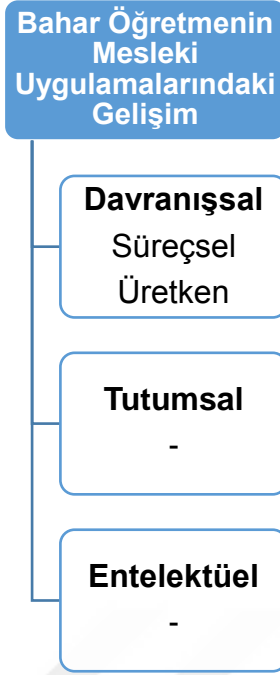 Bahar Öğretmenin
Mesleki
Uygulamalarındaki
Gelişim
Davranışsal
Süreçsel
Üretken
Tutumsal
-
Entelektüel
-